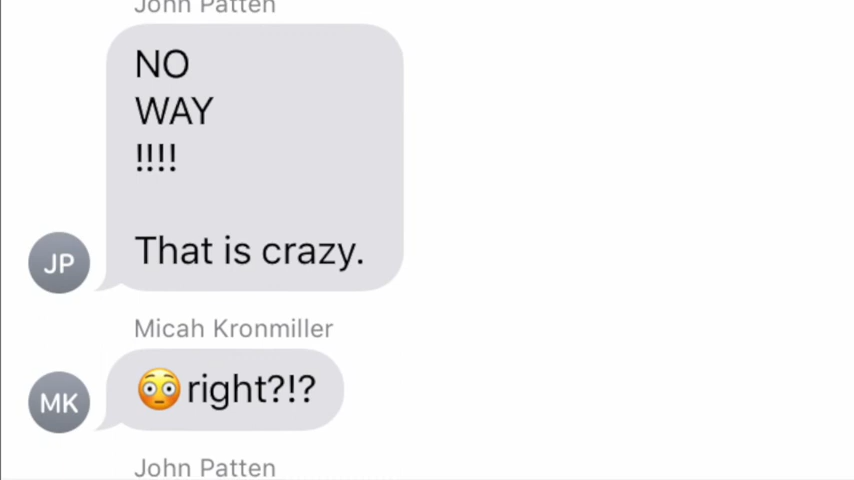 John Patten
NO
WAY
!!!!
That is crazy.
JP
Micah Kronmiller
😳right?!?
MK
John Patten